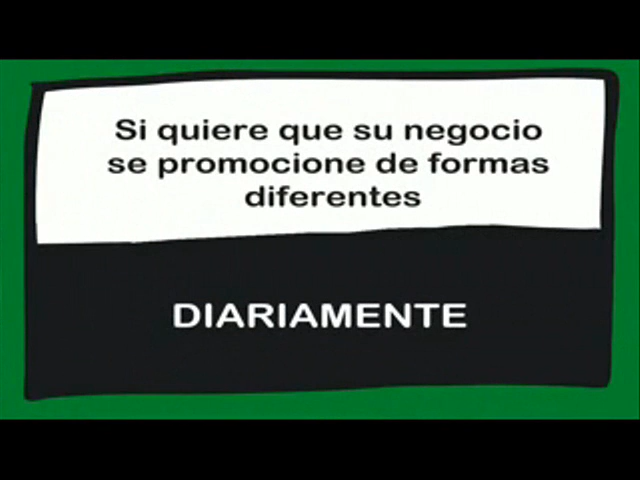 Si quiere que su negocio
se promocione de formas
diferentes
DIARIAMENTE